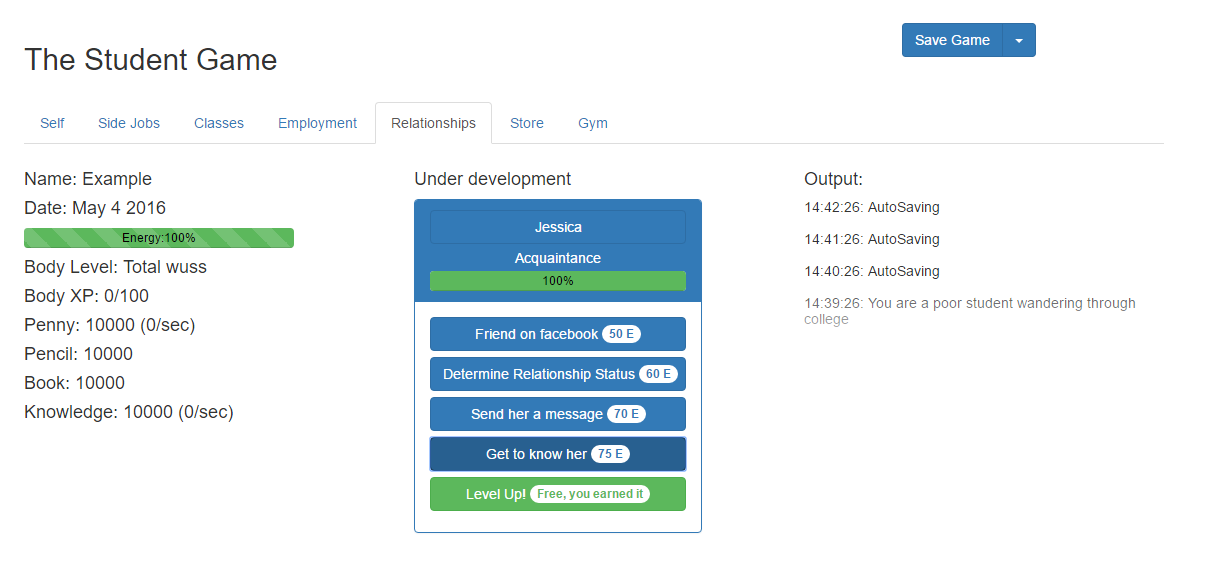 The Student Game
Save Game
Self
Side Jobs
Classes
Employment
Relationships
Store
Gym
Name: Example
Date: May 4 2016
Energy:100%
Body Level: Total wuss
Body XP: 0/100
Penny: 10000 (0/sec)
Pencil: 10000
Book: 10000
Knowledge: 10000 (0/sec)
Under development
Jessica
Acquaintance
100%
Friend on facebook 50 E
Determine Relationship Status 60 E
Send her a message 70 E
Get to know her 75 E
Level Up! Free, you earned it
Output:
14:42:26: AutoSaving
14:41:26: AutoSaving
14:40:26: AutoSaving
14:39:26: You are a poor student wandering through
college